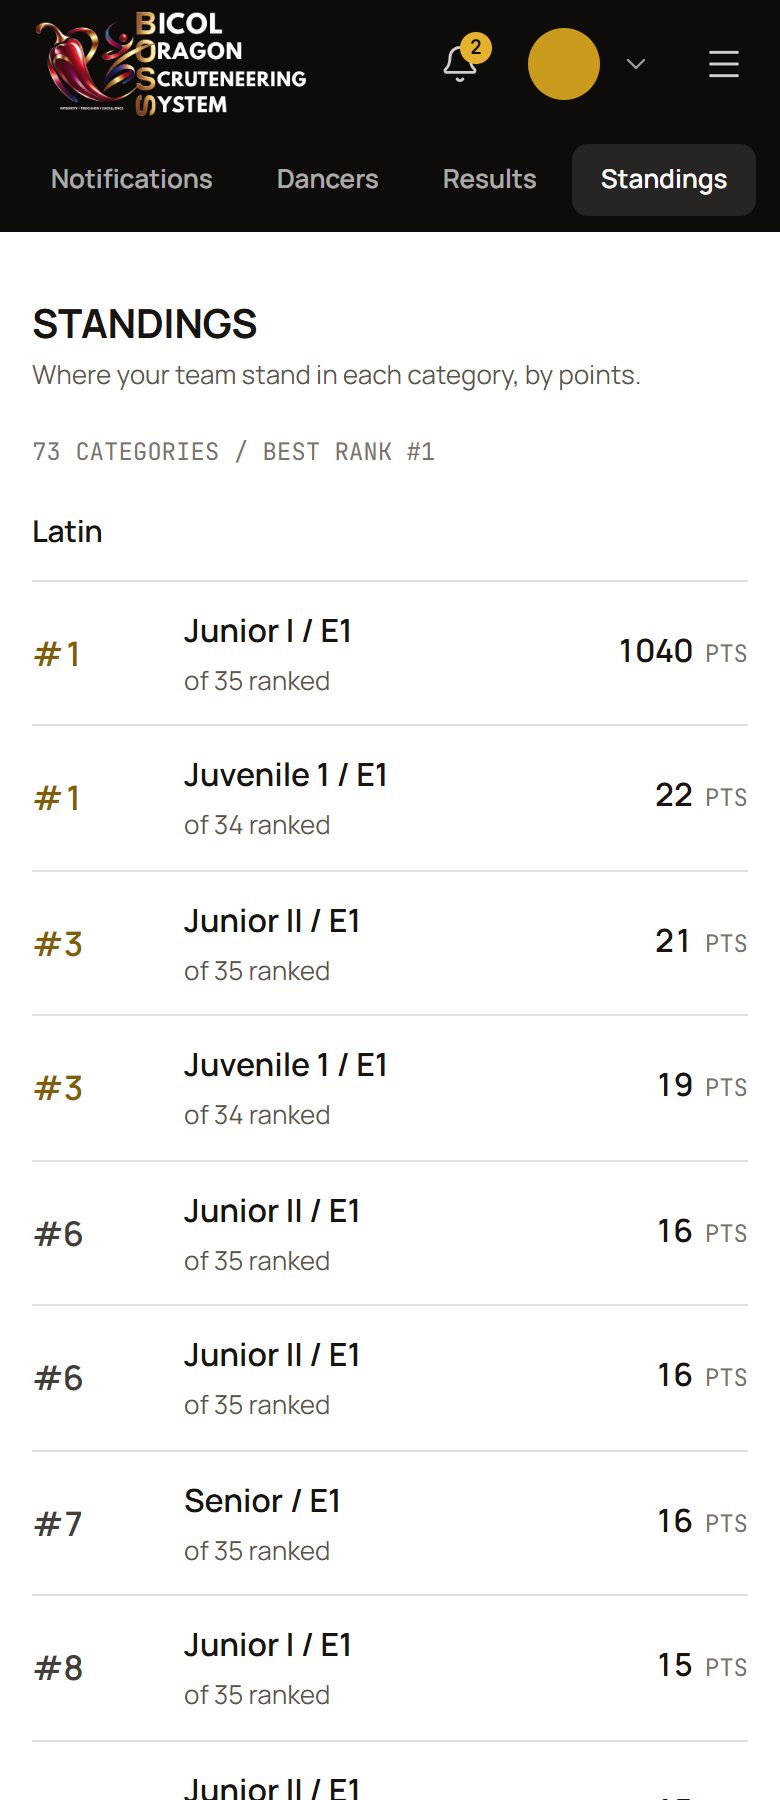 BICOL
DRAGON
SCRUTENEERING
SYSTEM
INTEGRITY • PRECISION • EXCELLENCE
2
Notifications
Dancers
Results
Standings
STANDINGS
Where your team stand in each category, by points.
73 CATEGORIES / BEST RANK #1
Latin
#1 Junior I / E1 1040 PTS
of 35 ranked
#1 Juvenile 1 / E1 22 PTS
of 34 ranked
#3 Junior II / E1 21 PTS
of 35 ranked
#3 Juvenile 1 / E1 19 PTS
of 34 ranked
#6 Junior II / E1 16 PTS
of 35 ranked
#6 Junior II / E1 16 PTS
of 35 ranked
#7 Senior / E1 16 PTS
of 35 ranked
#8 Junior I / E1 15 PTS
of 35 ranked
Junior II / E1